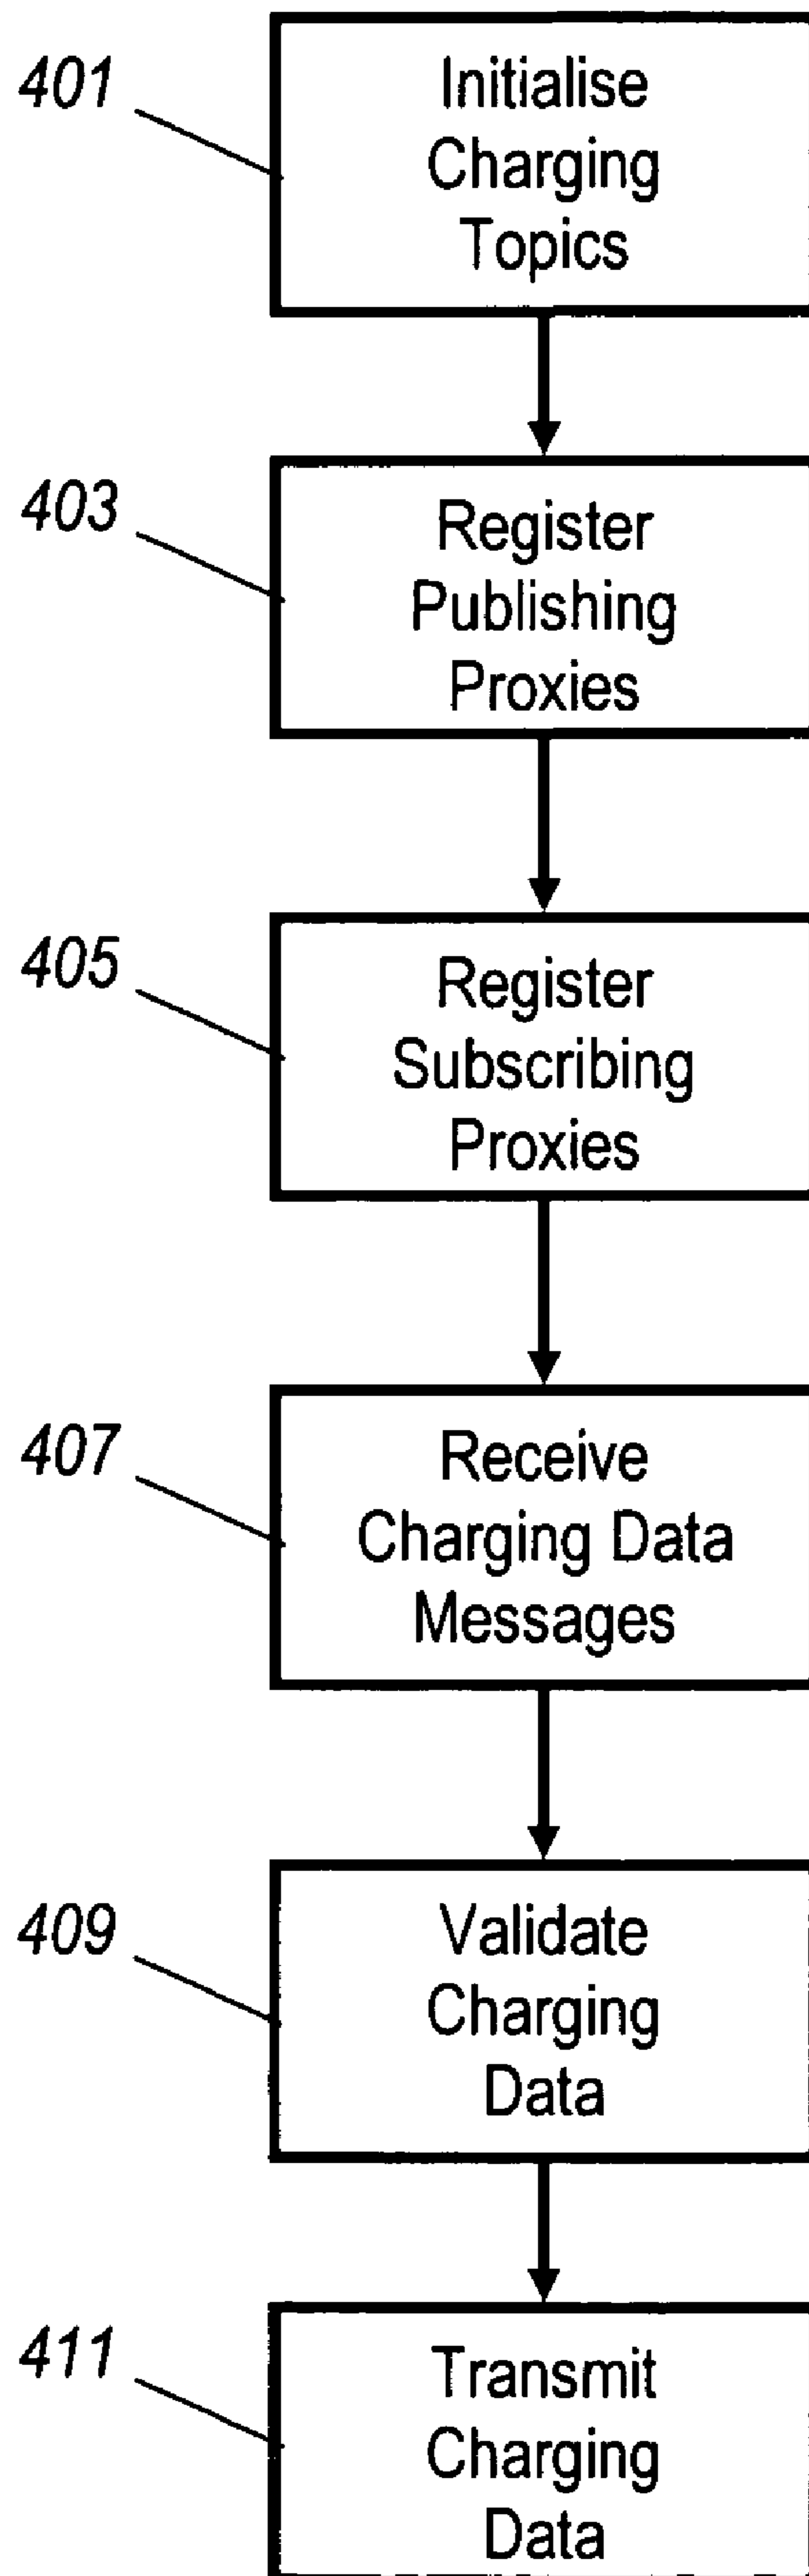 401
Initialise
Charging
Topics
403
Register
Publishing
Proxies
405
Register
Subscribing
Proxies
407
Receive
Charging Data
Messages
409
Validate
Charging
Data
411
Transmit
Charging
Data